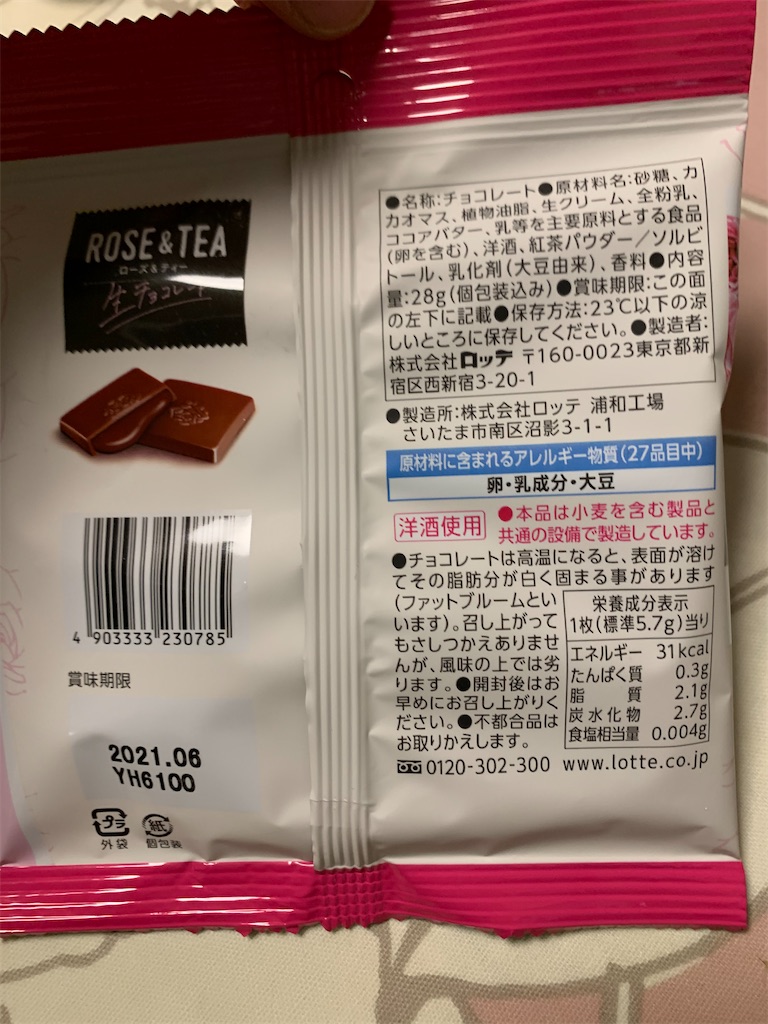 ROSE & TEA
ローズ&ティー
生チョコレート
4 903333 230785
賞味期限
2021.06
YH6100
プラ
外袋
紙
個包装
●名称:チョコレート●原材料名:砂糖、カ
カオマス、植物油脂、生クリーム、全粉乳、
ココアバター、乳等を主要原料とする食品
(卵を含む)、洋酒、紅茶パウダー/ソルビ
トール、乳化剤(大豆由来)、香料●内容
量:28g(個包装込み)●賞味期限:この面
の左下に記載●保存方法:23℃以下の涼
しいところに保存してください。●製造者:
株式会社ロッテ 〒160-0023東京都新
宿区西新宿3-20-1
●製造所:株式会社ロッテ 浦和工場
さいたま市南区沼影3-1-1
原材料に含まれるアレルギー物質(27品目中)
卵・乳成分・大豆
洋酒使用
●本品は小麦を含む製品と
共通の設備で製造しています。
●チョコレートは高温になると、表面が溶け
てその脂肪分が白く固まる事があります
(ファットブルームとい
います)。召し上がって
もさしつかえありませ
んが、風味の上では劣
ります。●開封後はお
早めにお召し上がりく
ださい。●不都合品は
お取りかえします。
栄養成分表示
1枚(標準5.7g)当り
エネルギー 31kcal
たんぱく質 0.3g
脂質 2.1g
炭水化物 2.7g
食塩相当量 0.004g
0120-302-300 www.lotte.co.jp